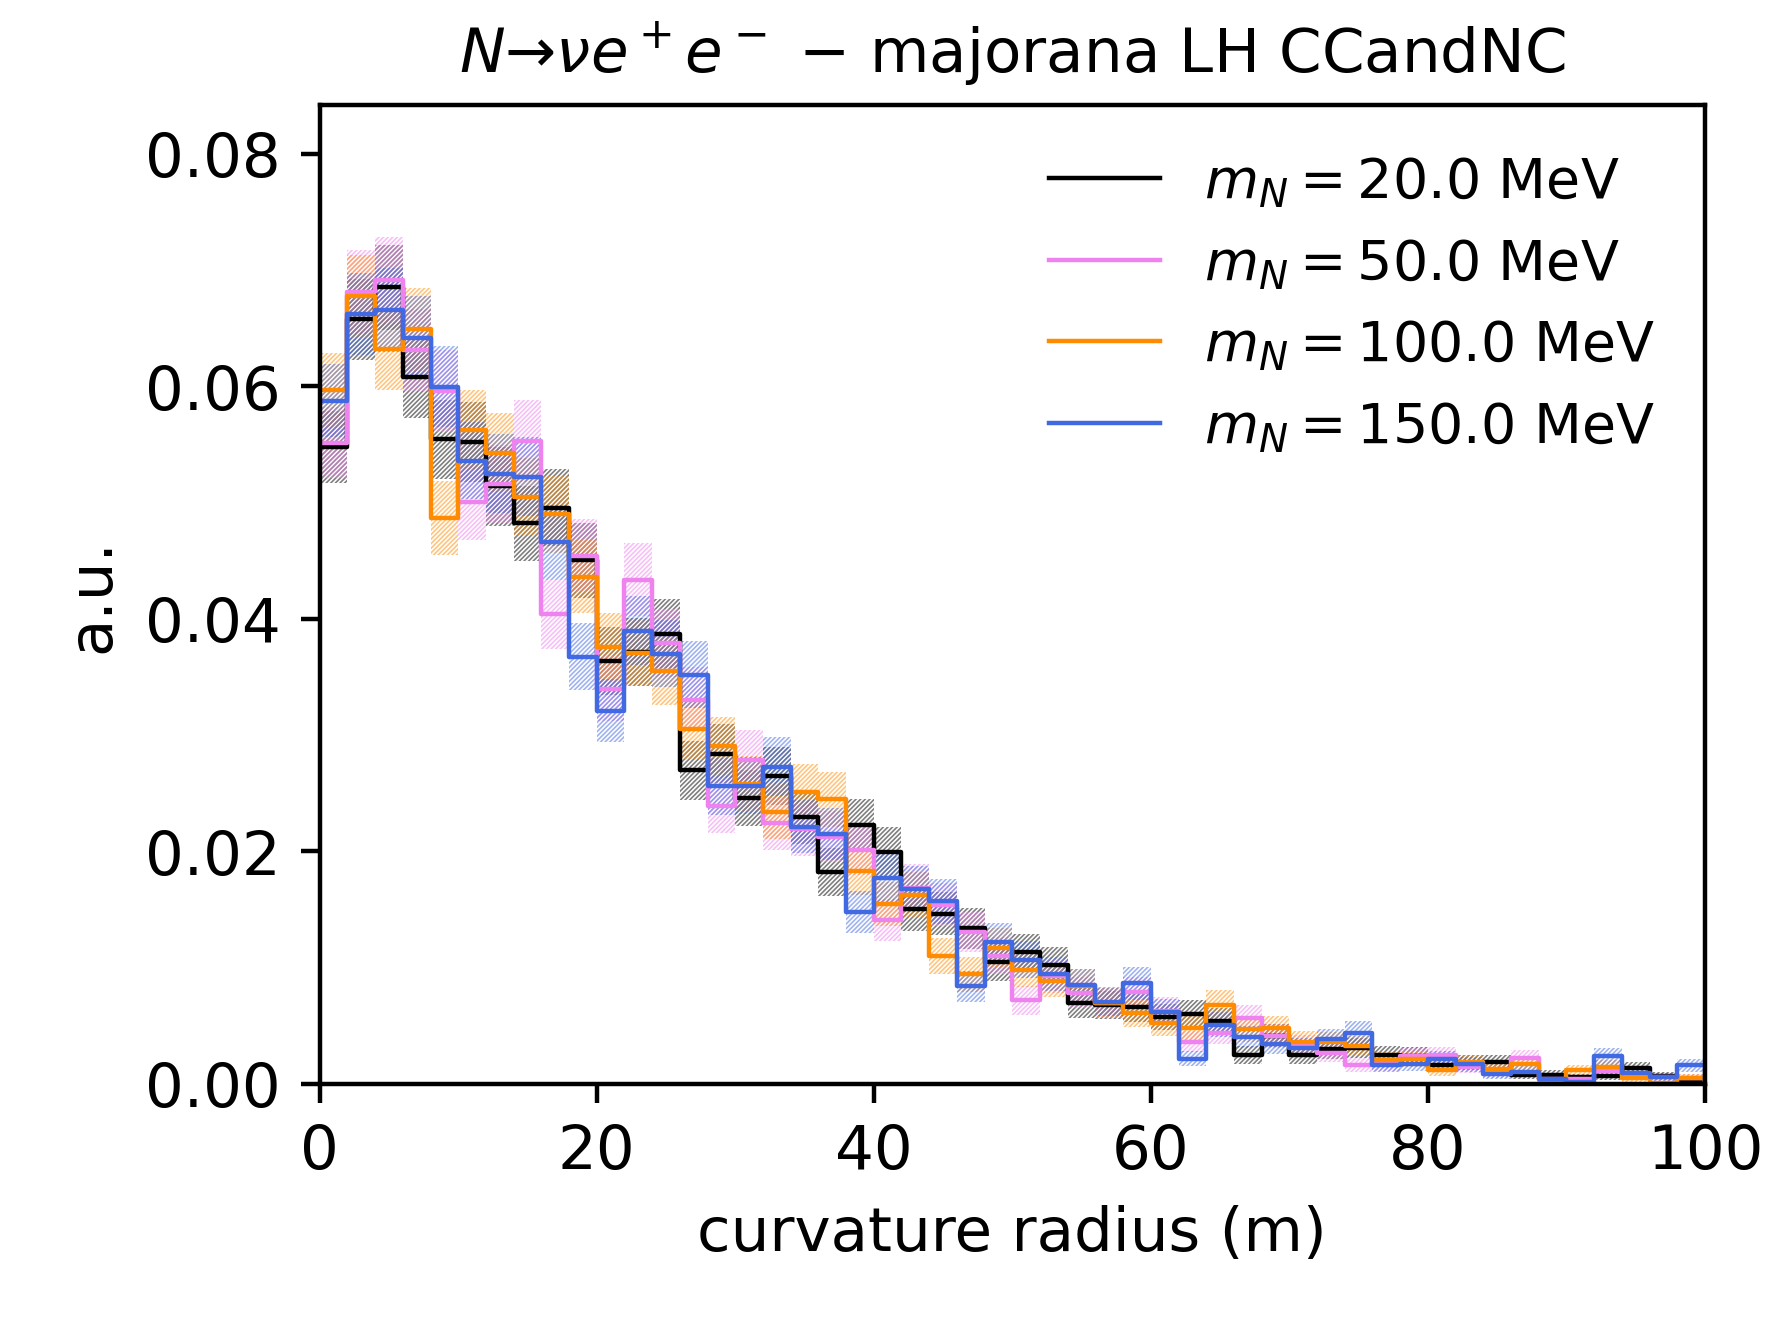 N→νe⁺e⁻ − majorana LH CCandNC
0.08
0.06
0.04
0.02
0.00
a.u.
m_N = 20.0 MeV
m_N = 50.0 MeV
m_N = 100.0 MeV
m_N = 150.0 MeV
0 20 40 60 80 100
curvature radius (m)